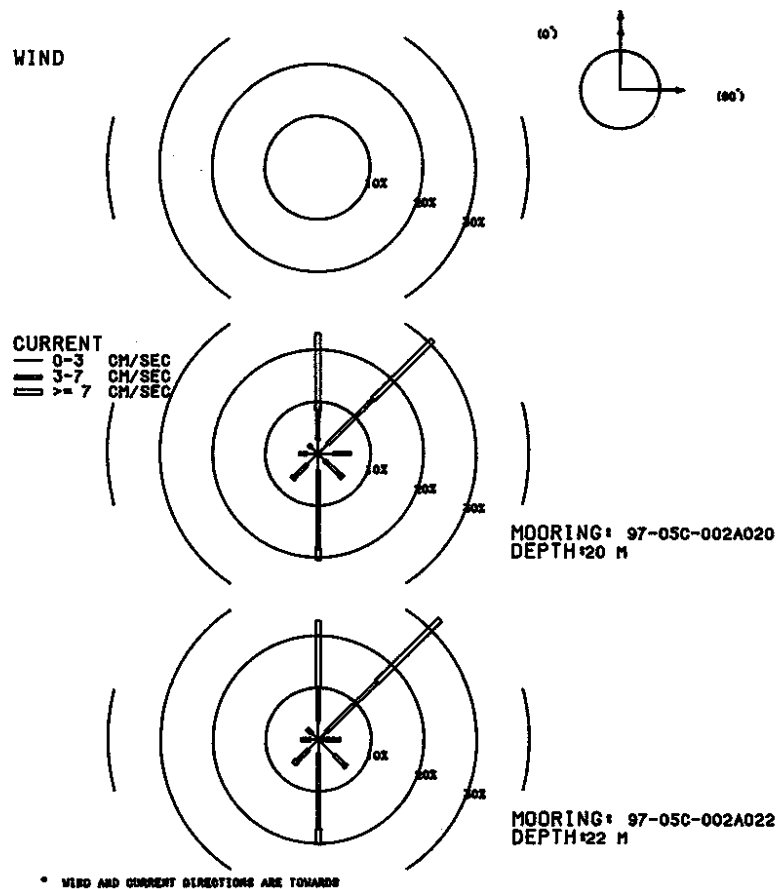 WIND
(0°)
(90°)
10%
20%
30%
CURRENT
0-3 CM/SEC
3-7 CM/SEC
>= 7 CM/SEC
10%
20%
30%
MOORING: 97-05C-002A020
DEPTH:20 M
10%
20%
30%
MOORING: 97-05C-002A022
DEPTH:22 M
* WIND AND CURRENT DIRECTIONS ARE TOWARDS